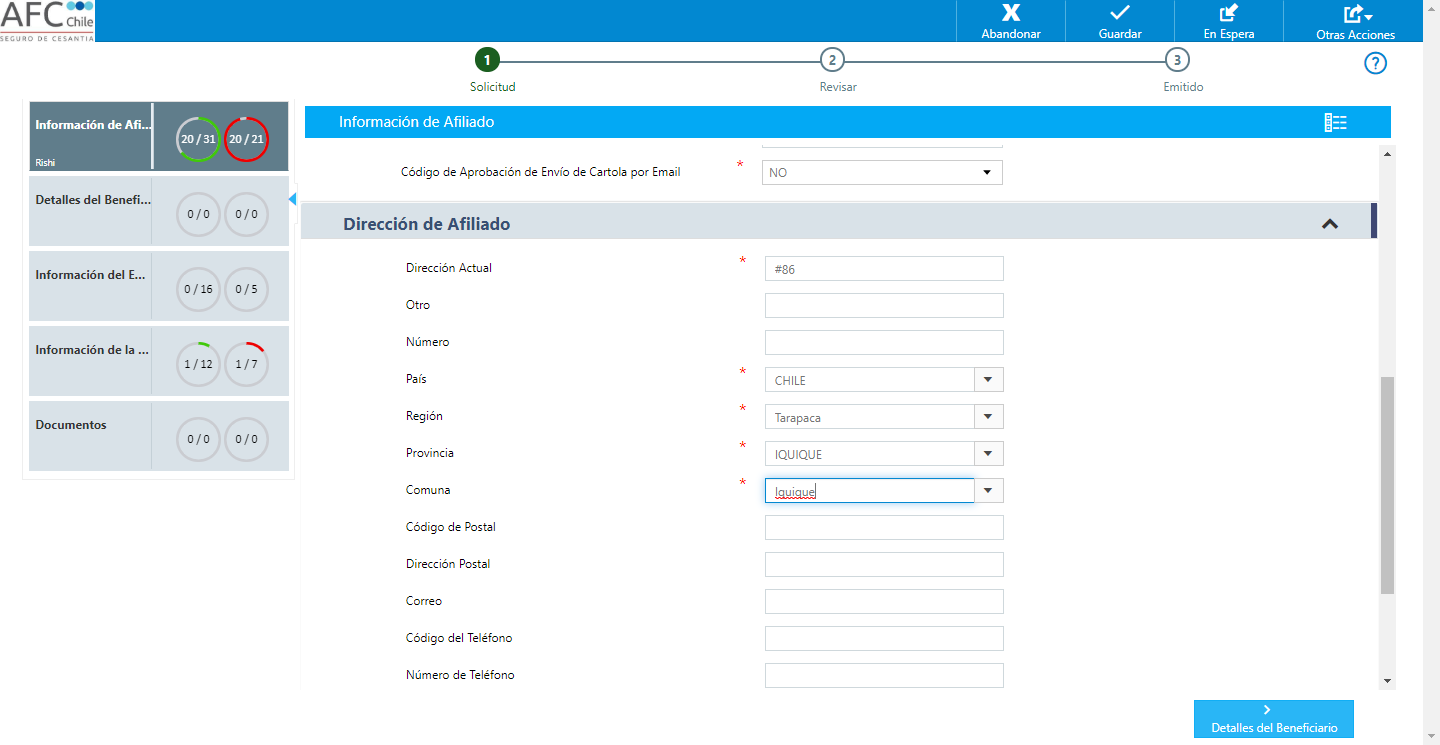 AFC
Chile
SEGURO DE CESANTIA
Abandonar
Guardar
En Espera
Otras Acciones
1
2
3
?
Solicitud
Revisar
Emitido
Información de Afi...
20 / 31
20 / 21
Rishi
Detalles del Benefi...
0 / 0
0 / 0
Información del E...
0 / 16
0 / 5
Información de la ...
1 / 12
1 / 7
Documentos
0 / 0
0 / 0
Información de Afiliado
Código de Aprobación de Envío de Cartola por Email
*
NO
Dirección de Afiliado
Dirección Actual
*
#86
Otro
Número
País
*
CHILE
Región
*
Tarapaca
Provincia
*
IQUIQUE
Comuna
*
Iquique
Código de Postal
Dirección Postal
Correo
Código del Teléfono
Número de Teléfono
Detalles del Beneficiario